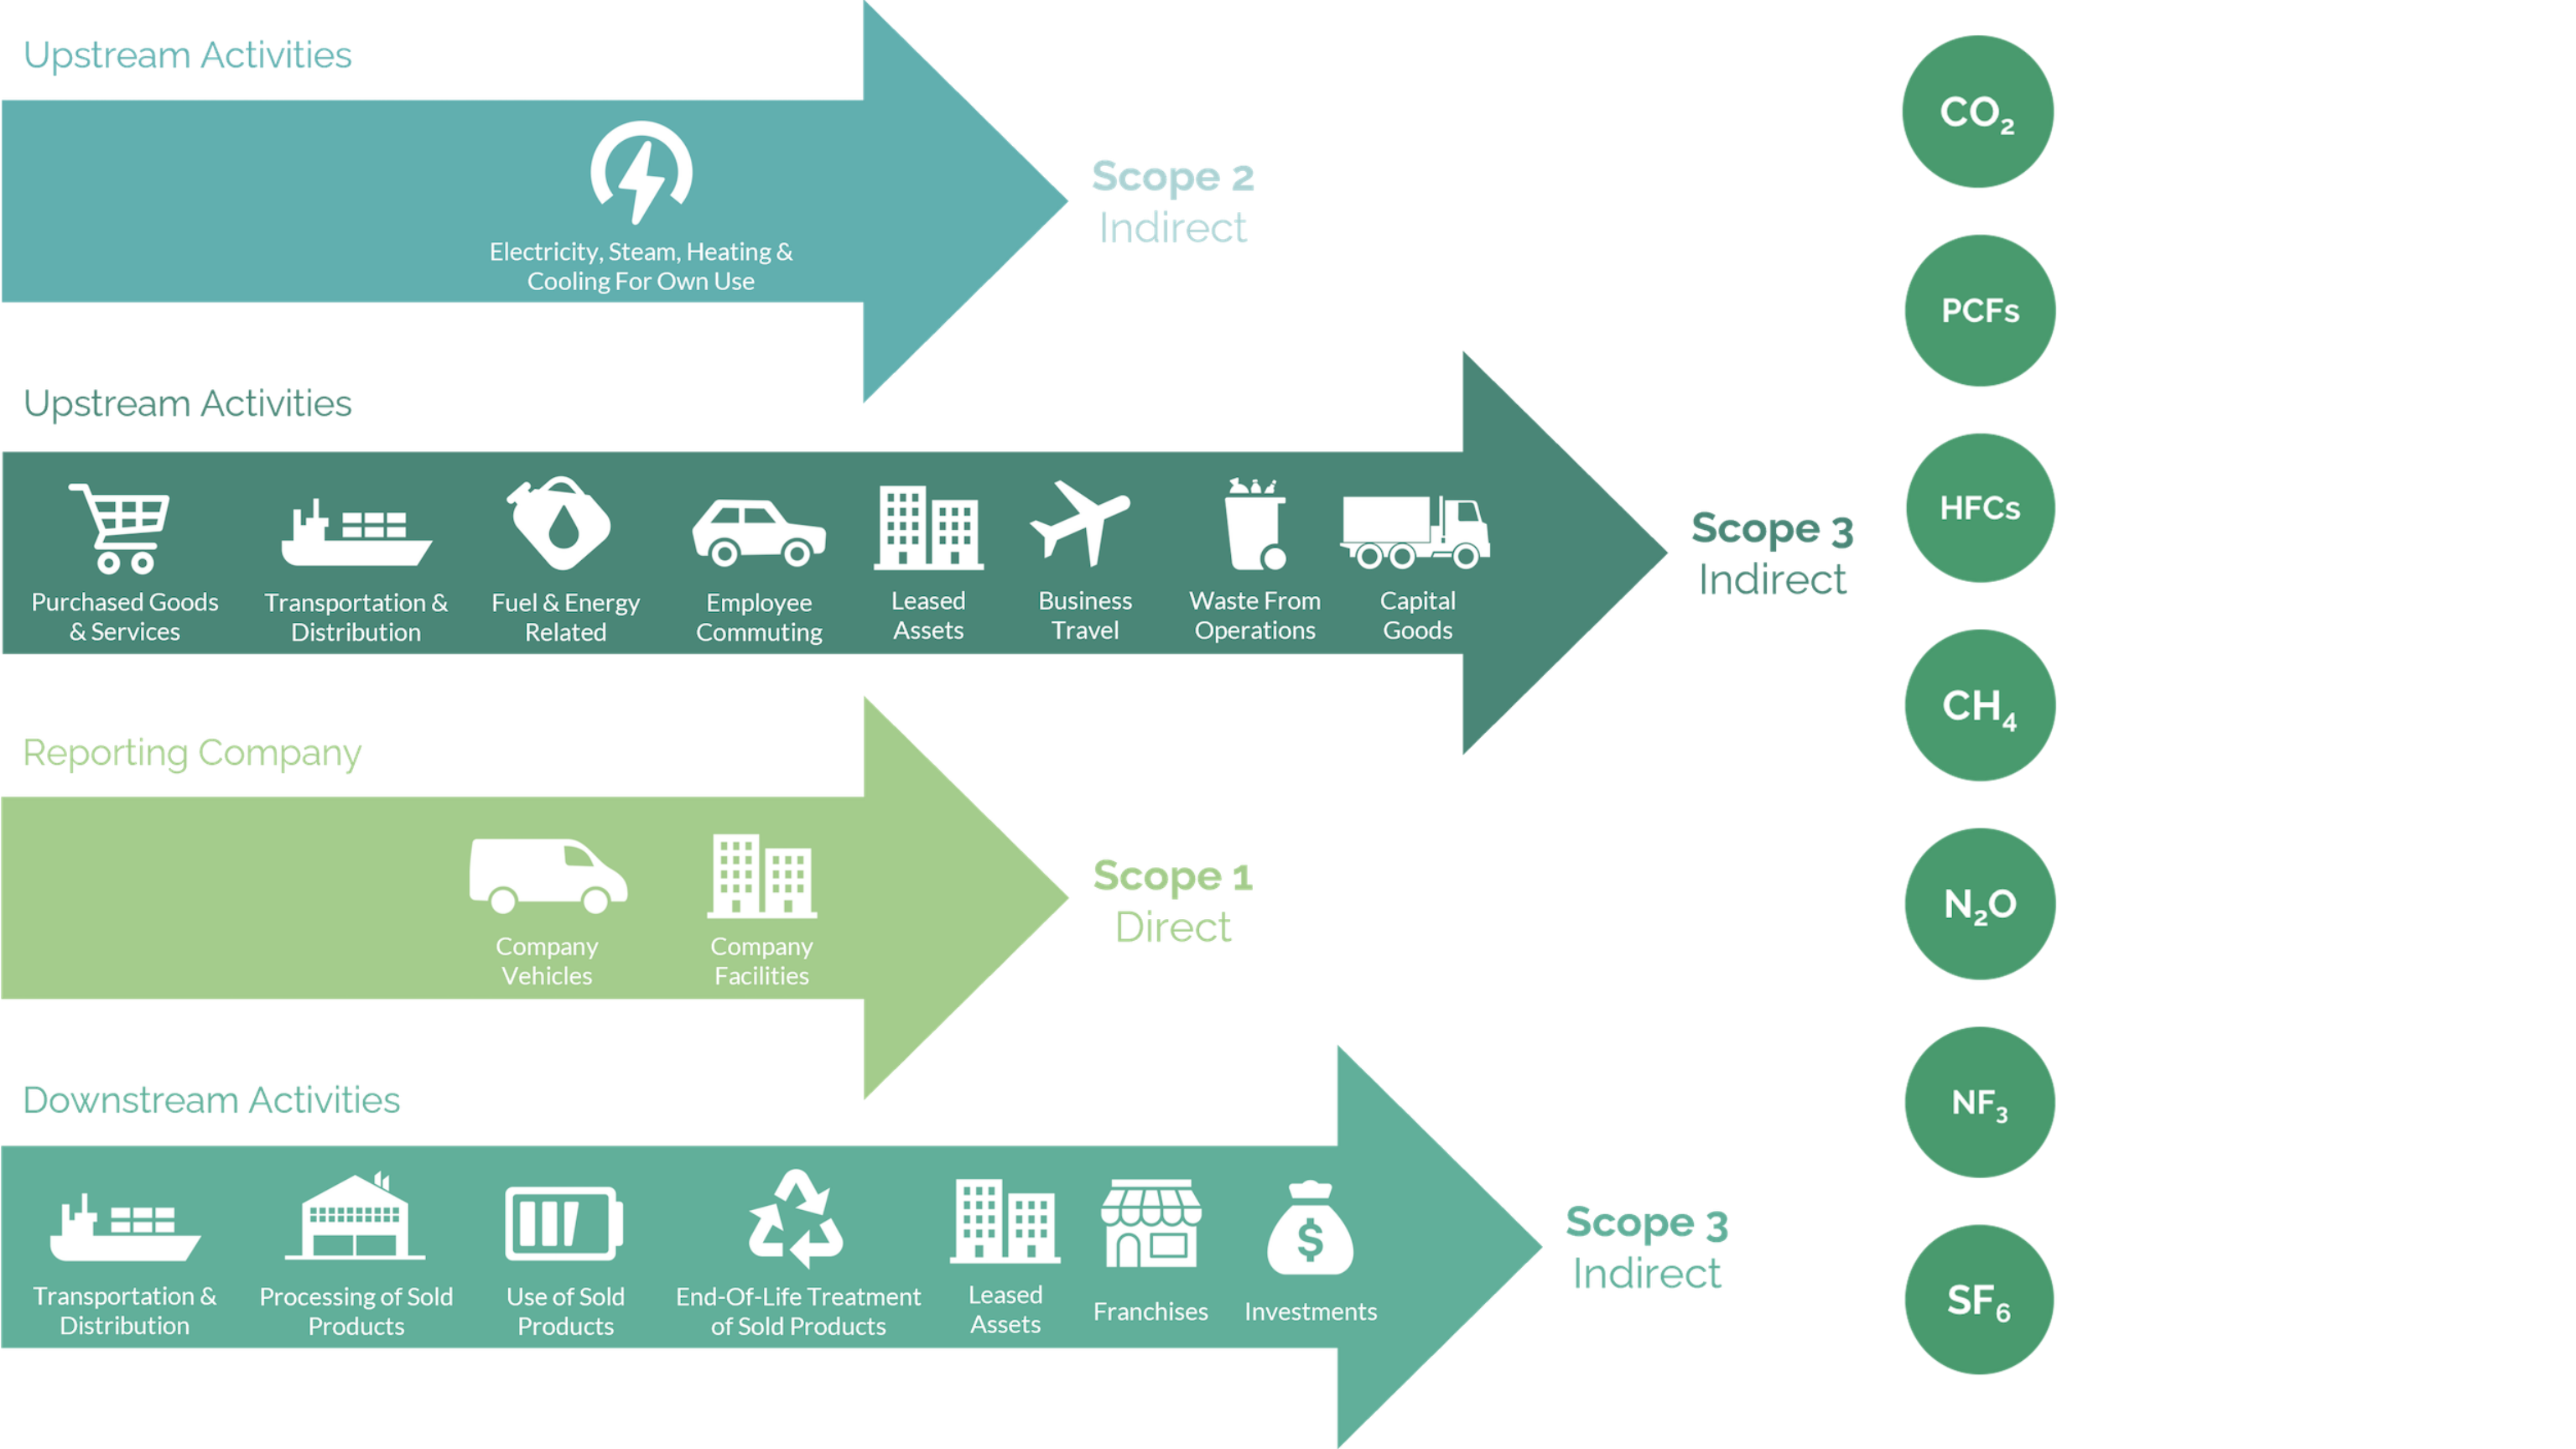 Upstream Activities
Electricity, Steam, Heating &
Cooling For Own Use
Scope 2
Indirect
Upstream Activities
Purchased Goods
& Services
Transportation &
Distribution
Fuel & Energy
Related
Employee
Commuting
Leased
Assets
Business
Travel
Waste From
Operations
Capital
Goods
Scope 3
Indirect
Reporting Company
Company
Vehicles
Company
Facilities
Scope 1
Direct
Downstream Activities
Transportation &
Distribution
Processing of Sold
Products
Use of Sold
Products
End-Of-Life Treatment
of Sold Products
Leased
Assets
Franchises
$
Investments
Scope 3
Indirect
CO₂
PCFs
HFCs
CH₄
N₂O
NF₃
SF₆